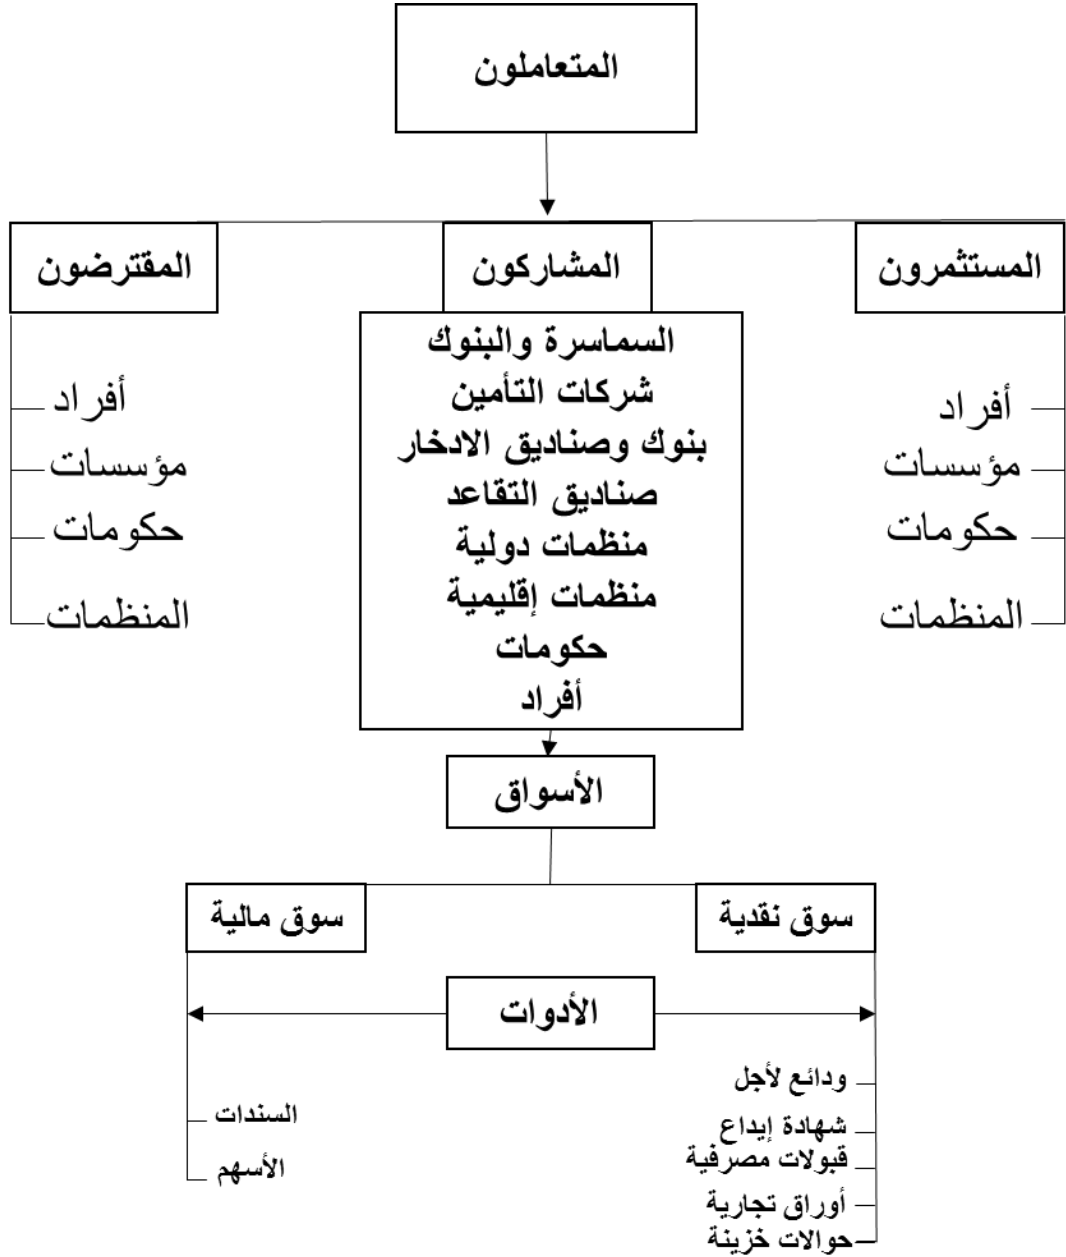 المتعاملون
المستثمرون
أفراد
مؤسسات
حكومات
المنظمات
المشاركون
السماسرة والبنوك
شركات التأمين
بنوك وصناديق الادخار
صناديق التقاعد
منظمات دولية
منظمات إقليمية
حكومات
أفراد
المقترضون
أفراد
مؤسسات
حكومات
المنظمات
الأسواق
سوق نقدية
سوق مالية
الأدوات
ودائع لأجل
شهادة إيداع
قبولات مصرفية
أوراق تجارية
حوالات خزينة
السندات
الأسهم